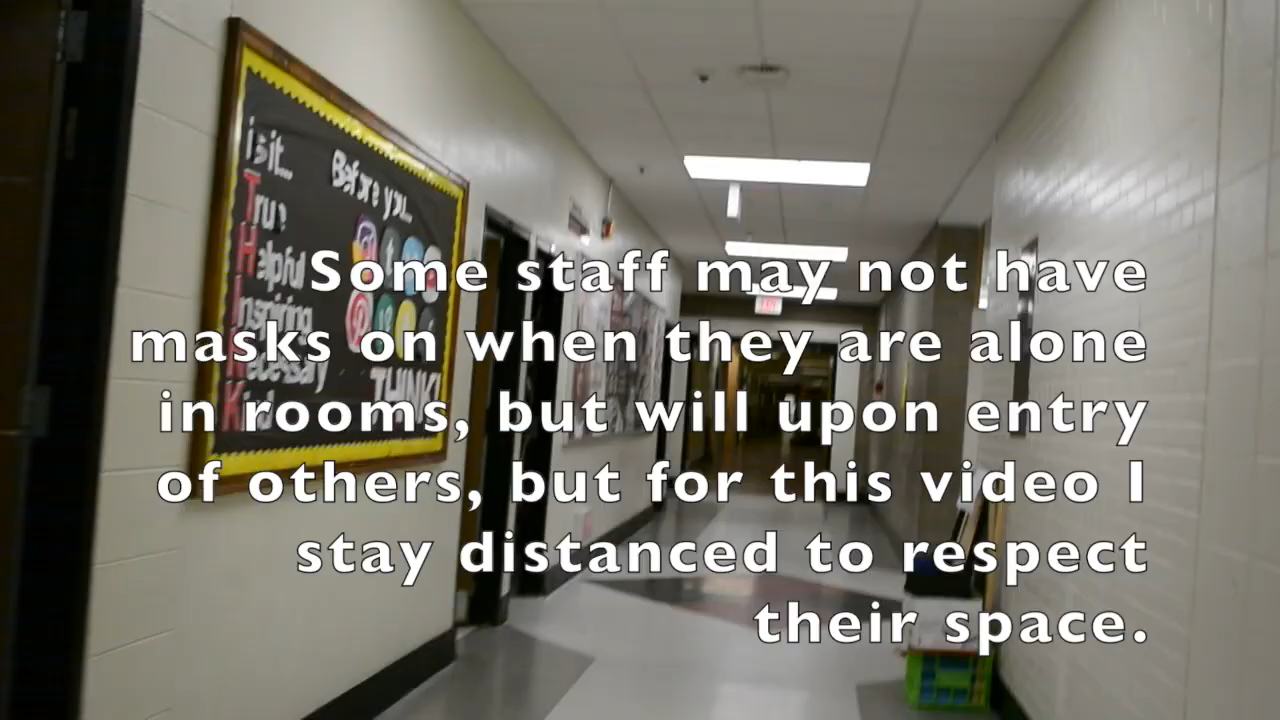 is it...
Before you...
True
Helpful
Inspiring
Necessary
Kind
THINK!
EXIT
Some staff may not have
masks on when they are alone
in rooms, but will upon entry
of others, but for this video I
stay distanced to respect
their space.